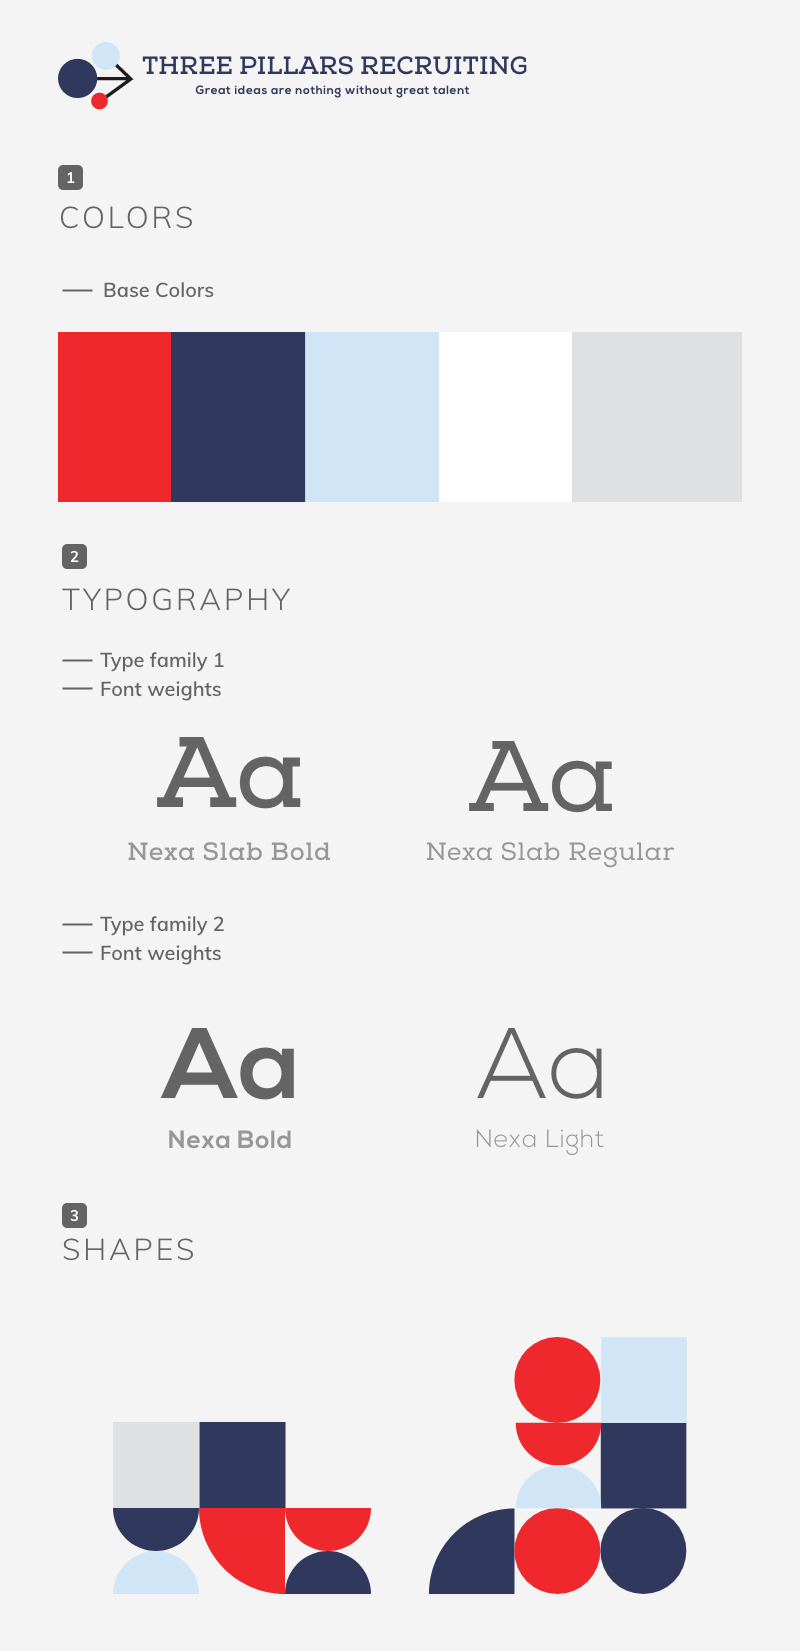 THREE PILLARS RECRUITING
Great ideas are nothing without great talent
1
COLORS
Base Colors
2
TYPOGRAPHY
Type family 1
Font weights
Aa Aa
Nexa Slab Bold Nexa Slab Regular
Type family 2
Font weights
Aa Aa
Nexa Bold Nexa Light
3
SHAPES